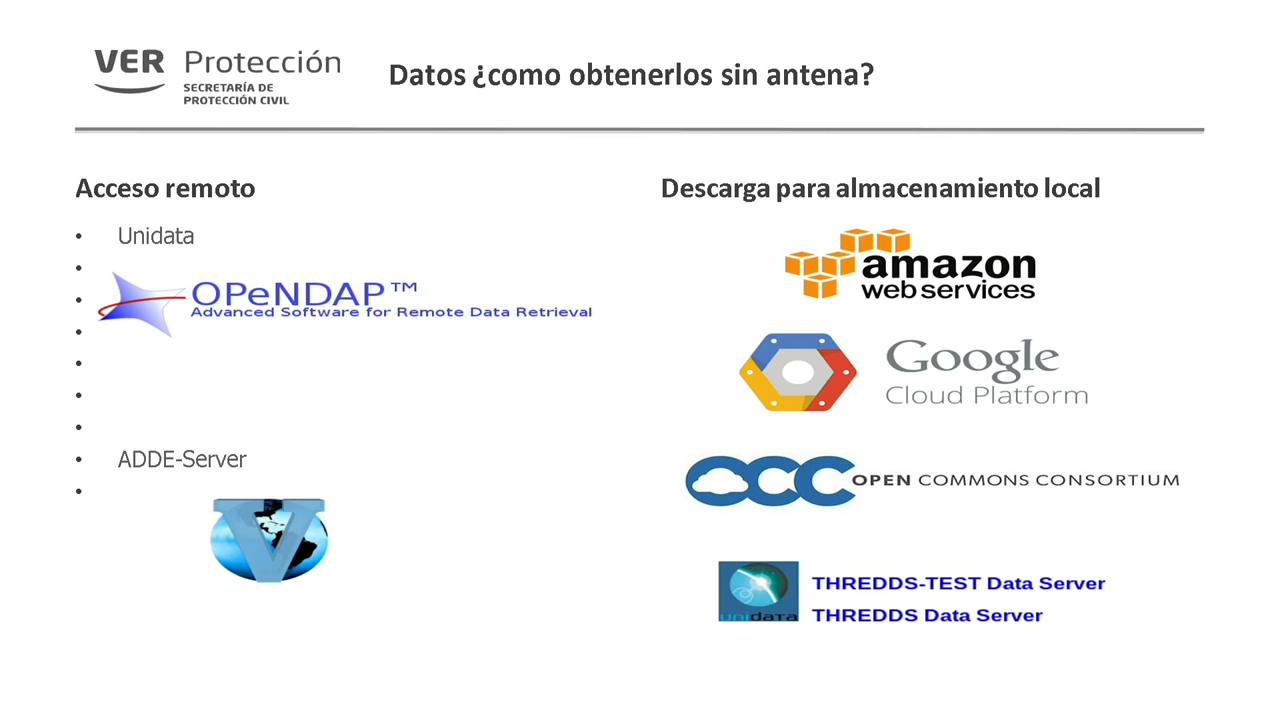 VER Protección
SECRETARÍA DE
PROTECCIÓN CIVIL
Datos ¿como obtenerlos sin antena?
Acceso remoto
• Unidata
•
OPeNDAP™
Advanced Software for Remote Data Retrieval
•
•
•
•
•
• ADDE-Server
•
V
Descarga para almacenamiento local
amazon
web services
Google
Cloud Platform
OCC OPEN COMMONS CONSORTIUM
unidata
THREDDS-TEST Data Server
THREDDS Data Server